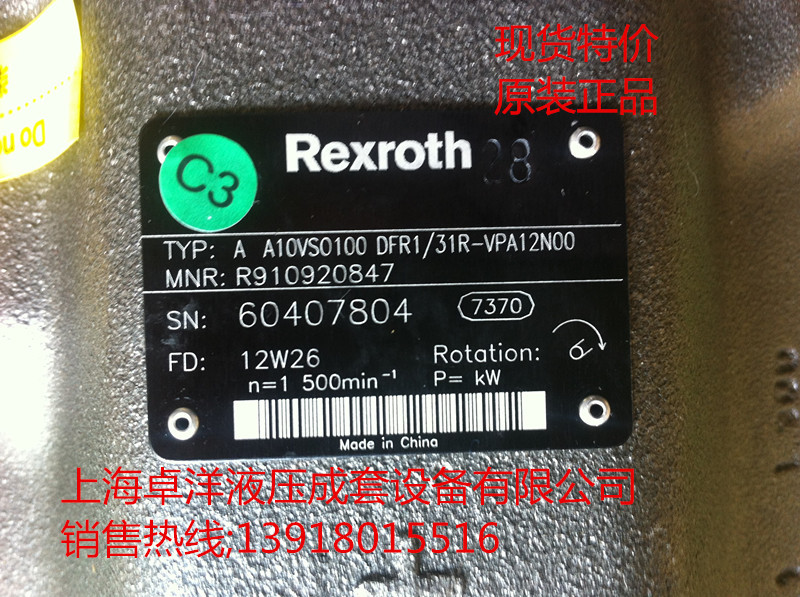 现货特价
原装正品
Do no
C3
Rexroth 28
TYP: A A10VSO100 DFR1/31R-VPA12N00
MNR: R910920847
SN: 60407804 7370
FD: 12W26 Rotation:
n=1 500min⁻¹ P= kW
Made in China
上海卓洋液压成套设备有限公司
销售热线;13918015516